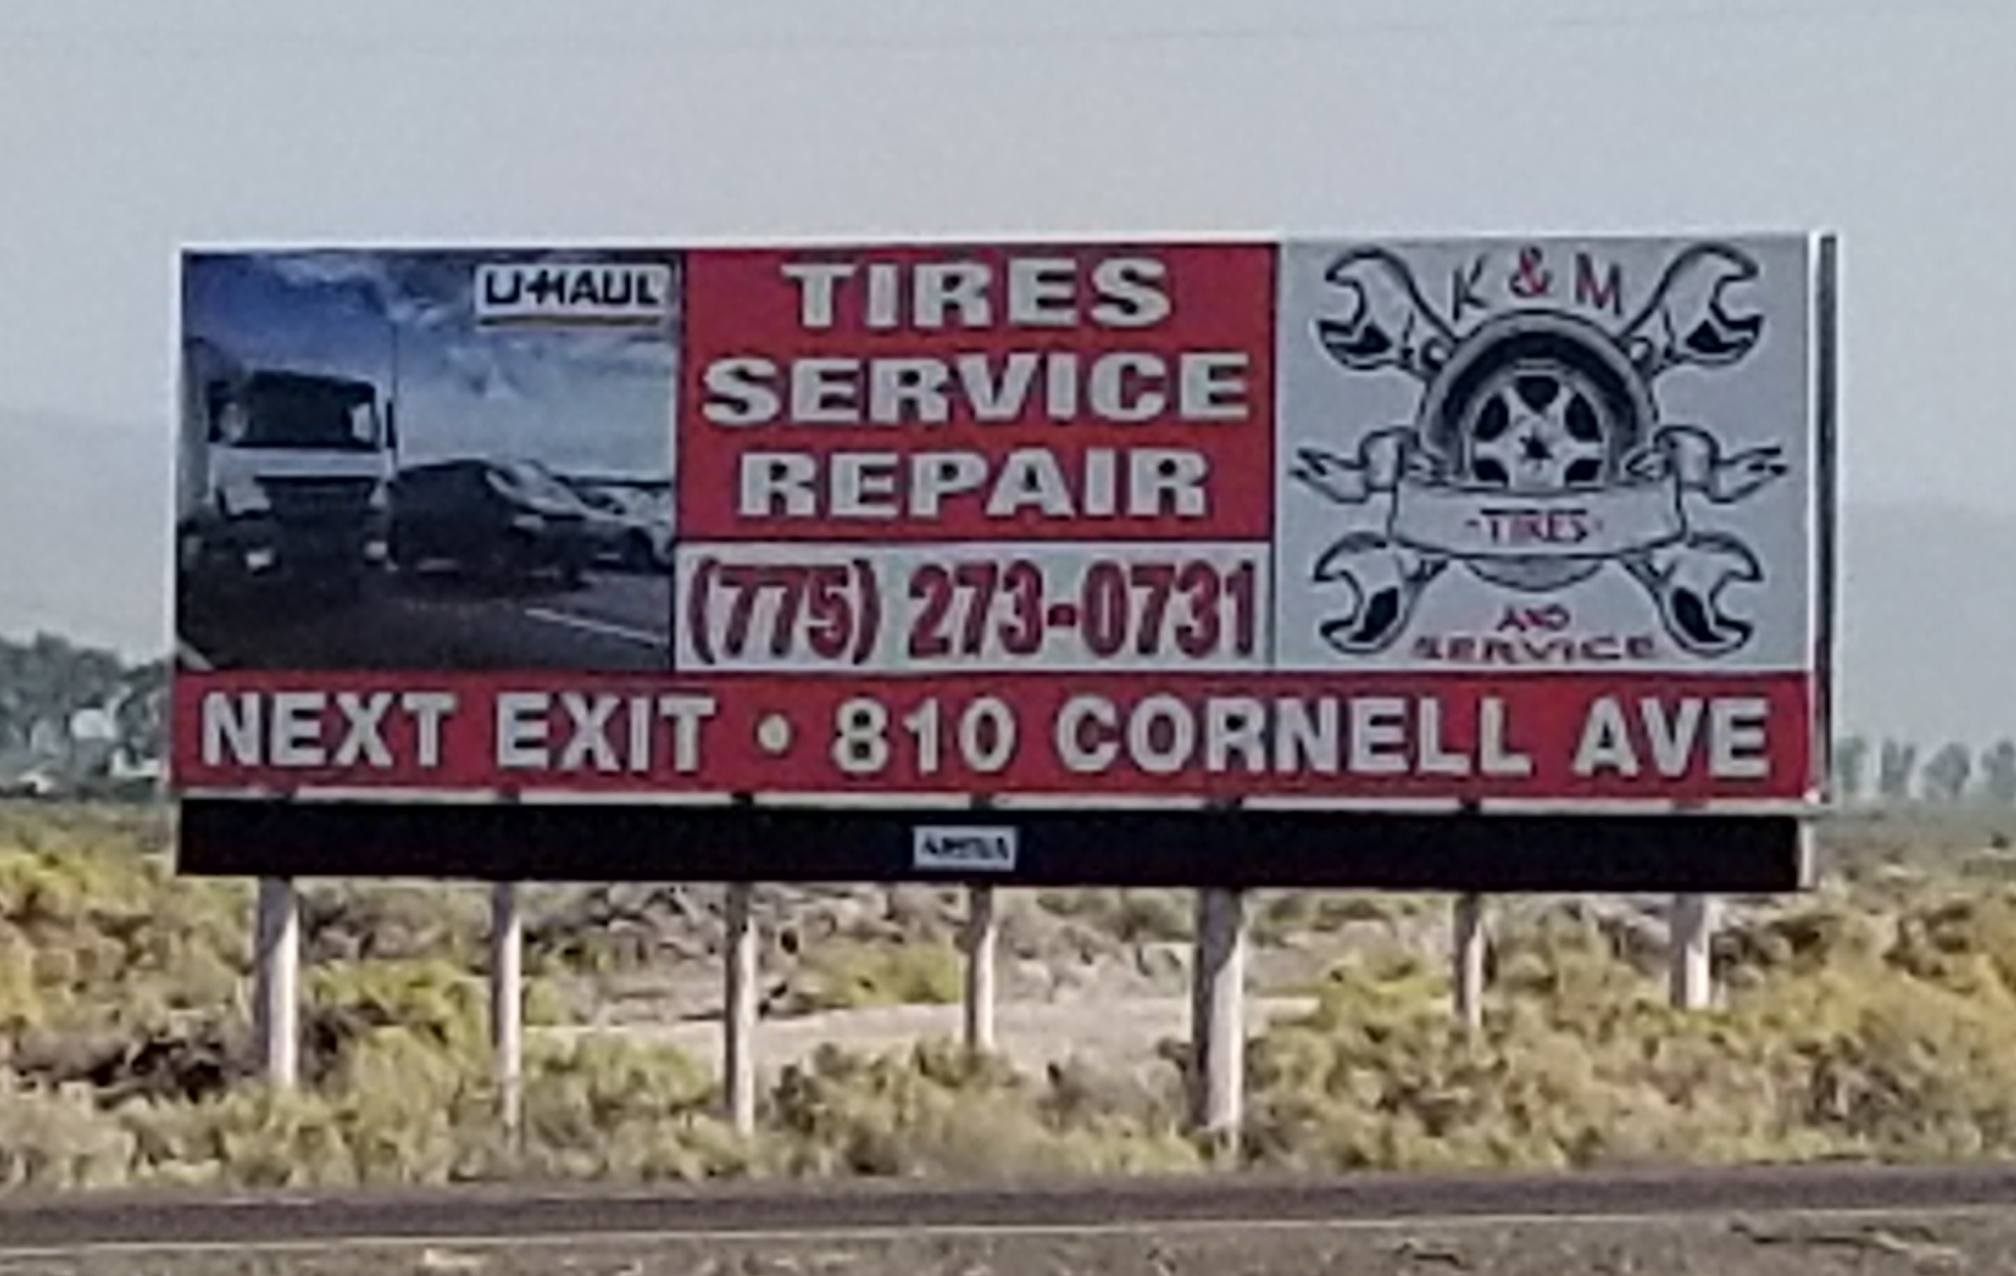 U-HAUL
TIRES
SERVICE
REPAIR
(775) 273-0731
K & M
-TIRES-
AND
SERVICE
NEXT EXIT • 810 CORNELL AVE